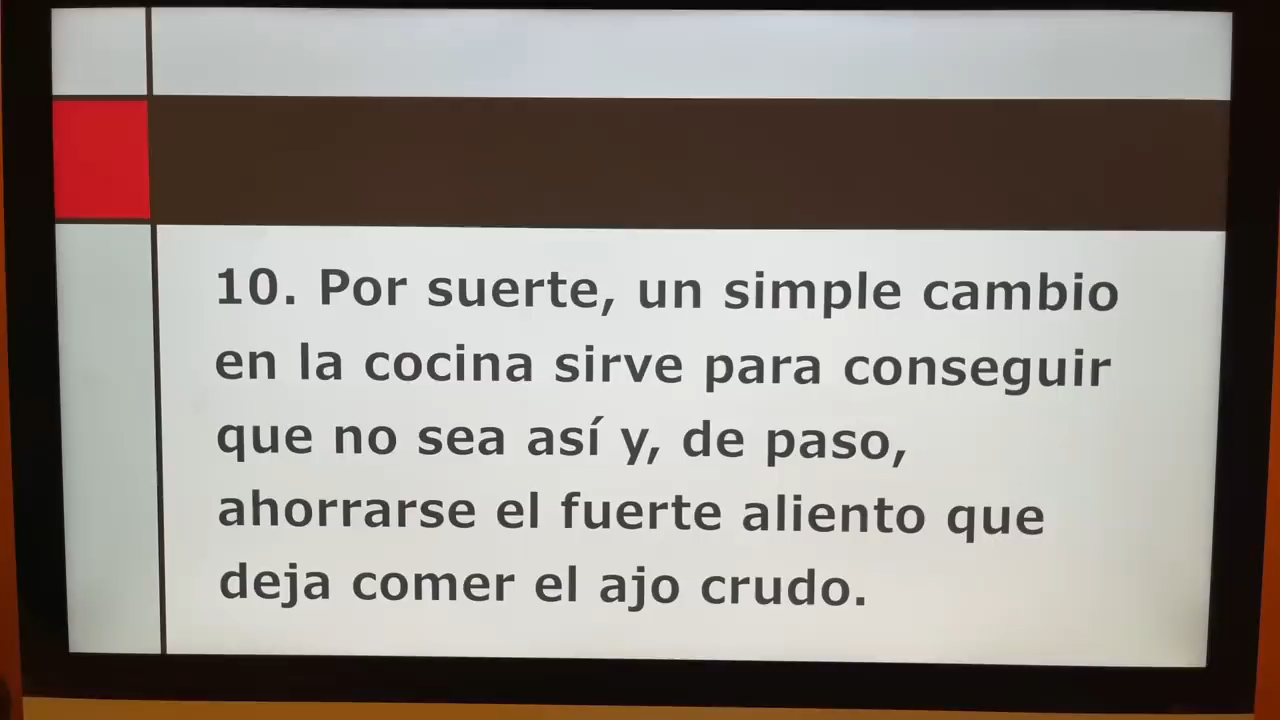 10. Por suerte, un simple cambio
en la cocina sirve para conseguir
que no sea así y, de paso,
ahorrarse el fuerte aliento que
deja comer el ajo crudo.